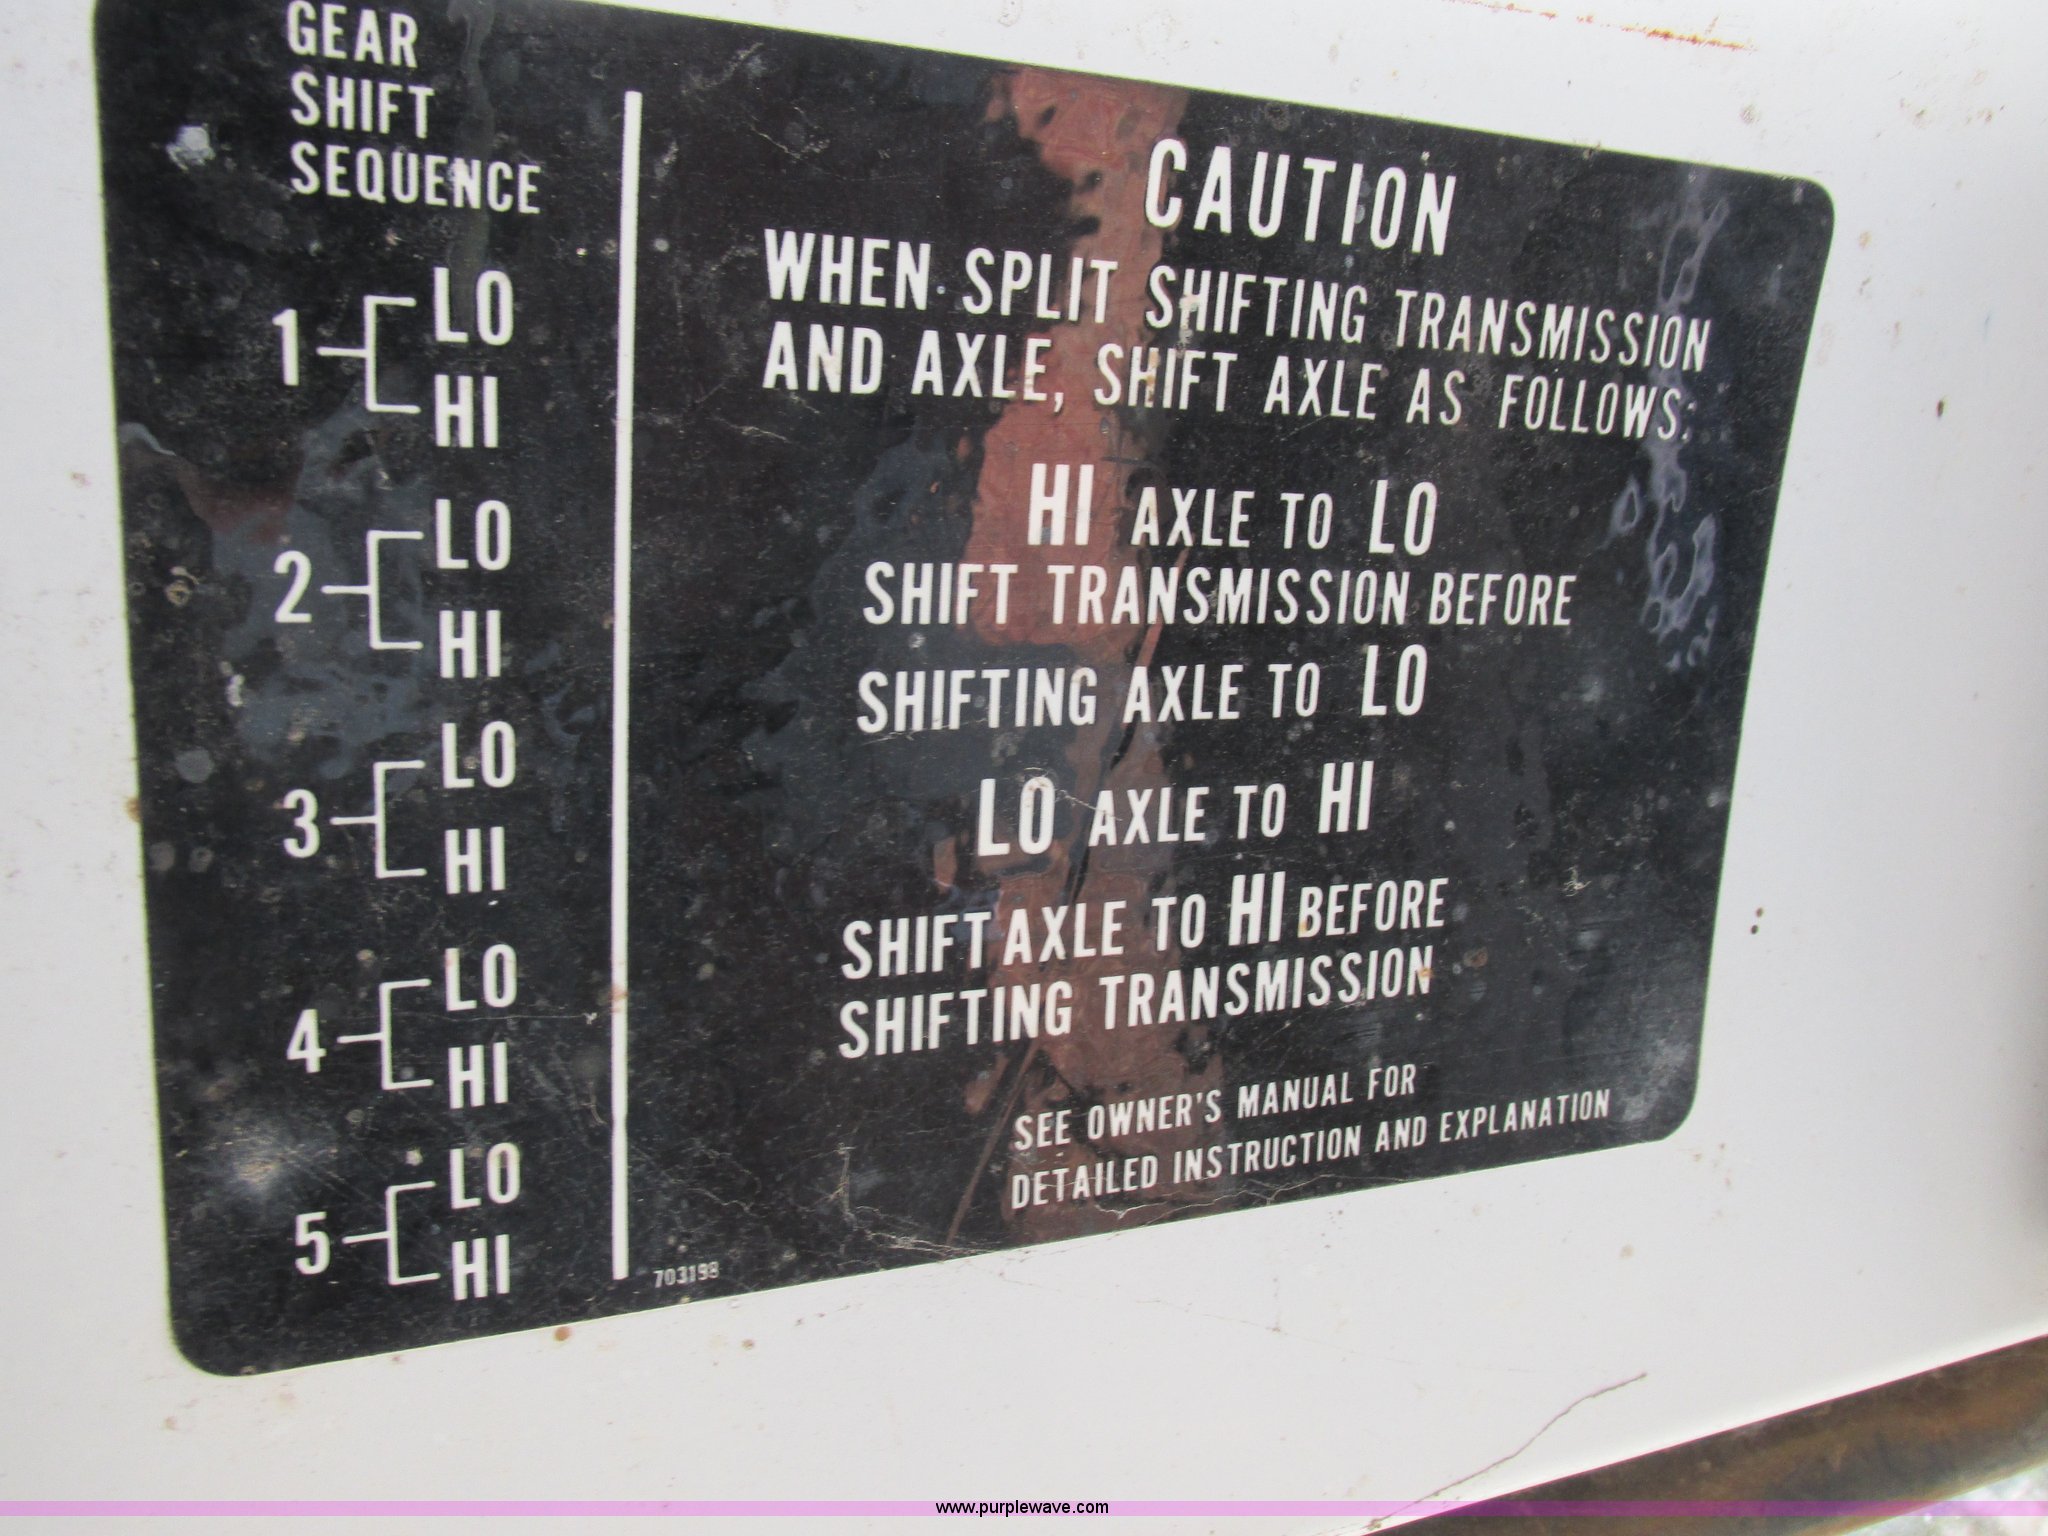 GEAR
SHIFT
SEQUENCE
1
LO
HI
2
LO
HI
3
LO
HI
4
LO
HI
5
LO
HI
CAUTION
WHEN SPLIT SHIFTING TRANSMISSION
AND AXLE, SHIFT AXLE AS FOLLOWS:
HI AXLE TO LO
SHIFT TRANSMISSION BEFORE
SHIFTING AXLE TO LO
LO AXLE TO HI
SHIFT AXLE TO HI BEFORE
SHIFTING TRANSMISSION
SEE OWNER'S MANUAL FOR
DETAILED INSTRUCTION AND EXPLANATION
703198
www.purplewave.com